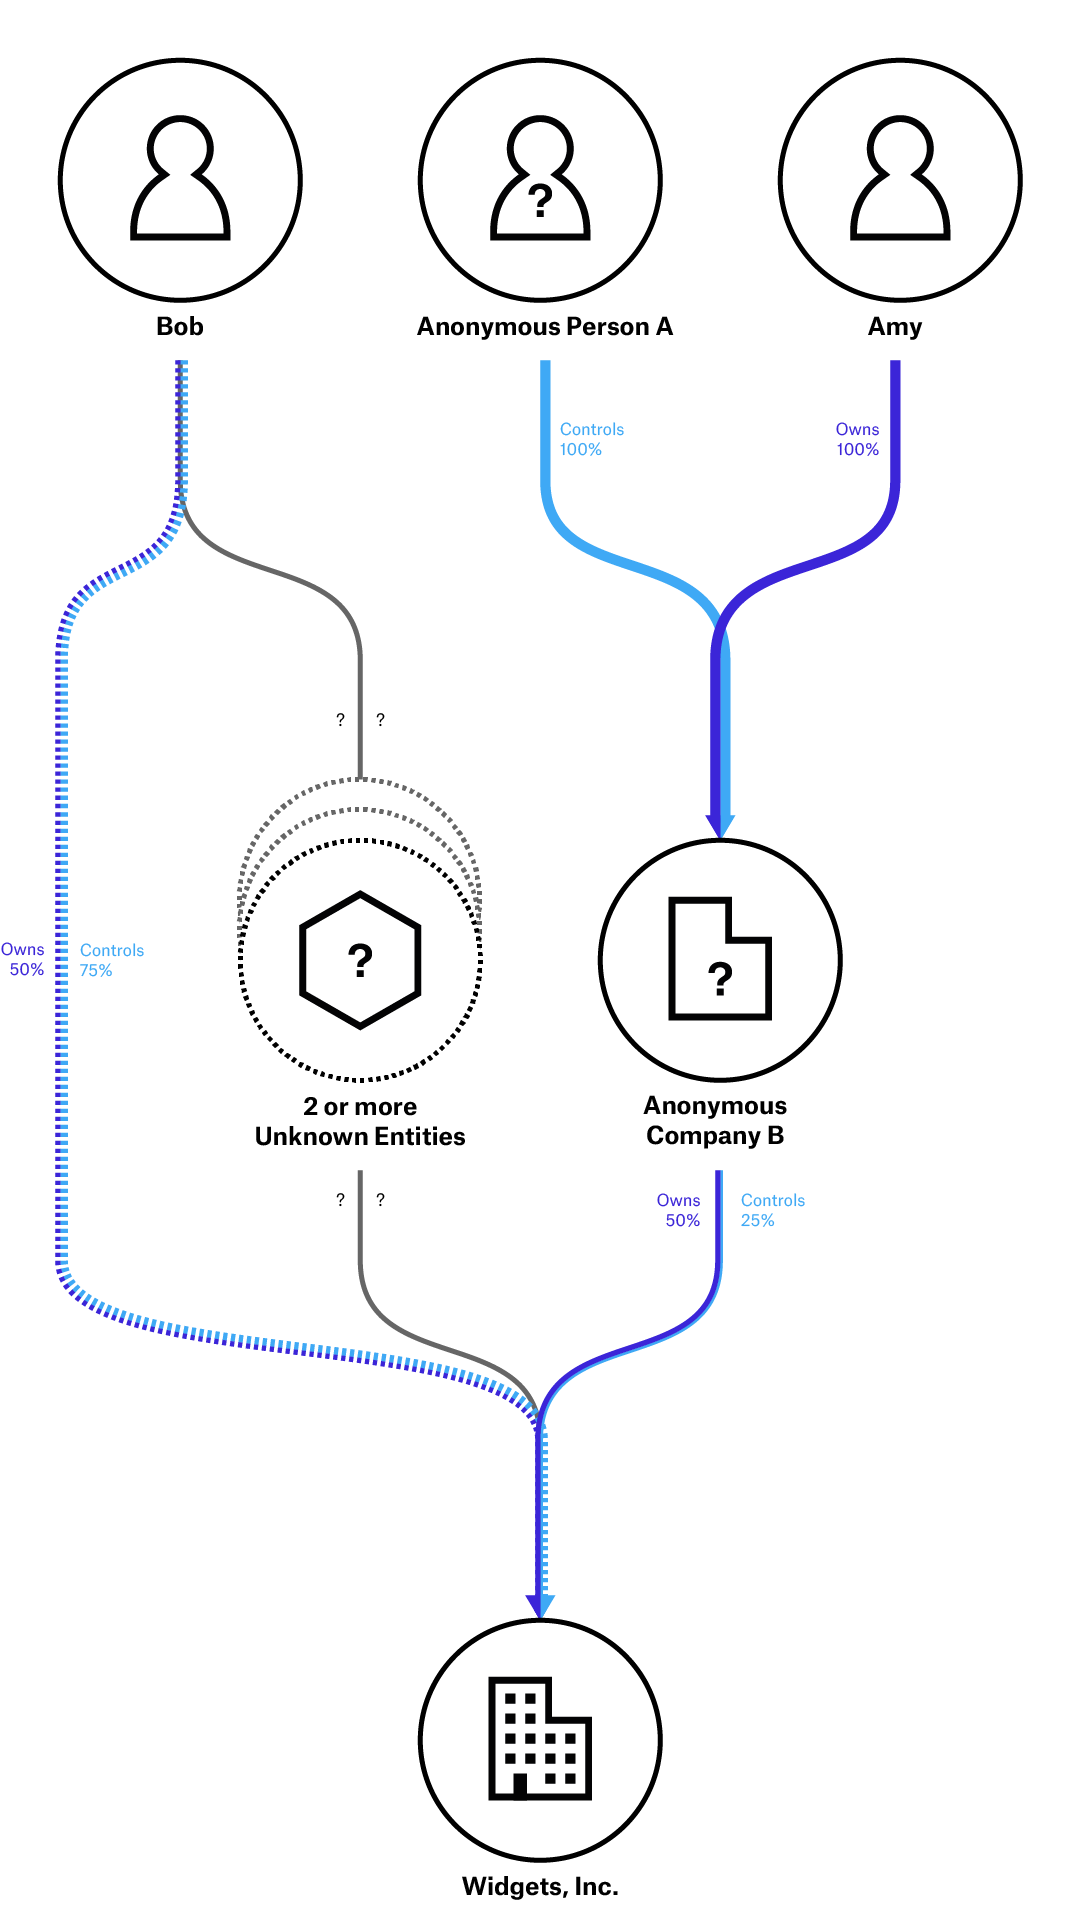 ?
Bob
Anonymous Person A
Amy
Controls
100%
Owns
100%
? ?
Owns
50%
Controls
75%
?
?
2 or more
Unknown Entities
Anonymous
Company B
? ?
Owns
50%
Controls
25%
Widgets, Inc.